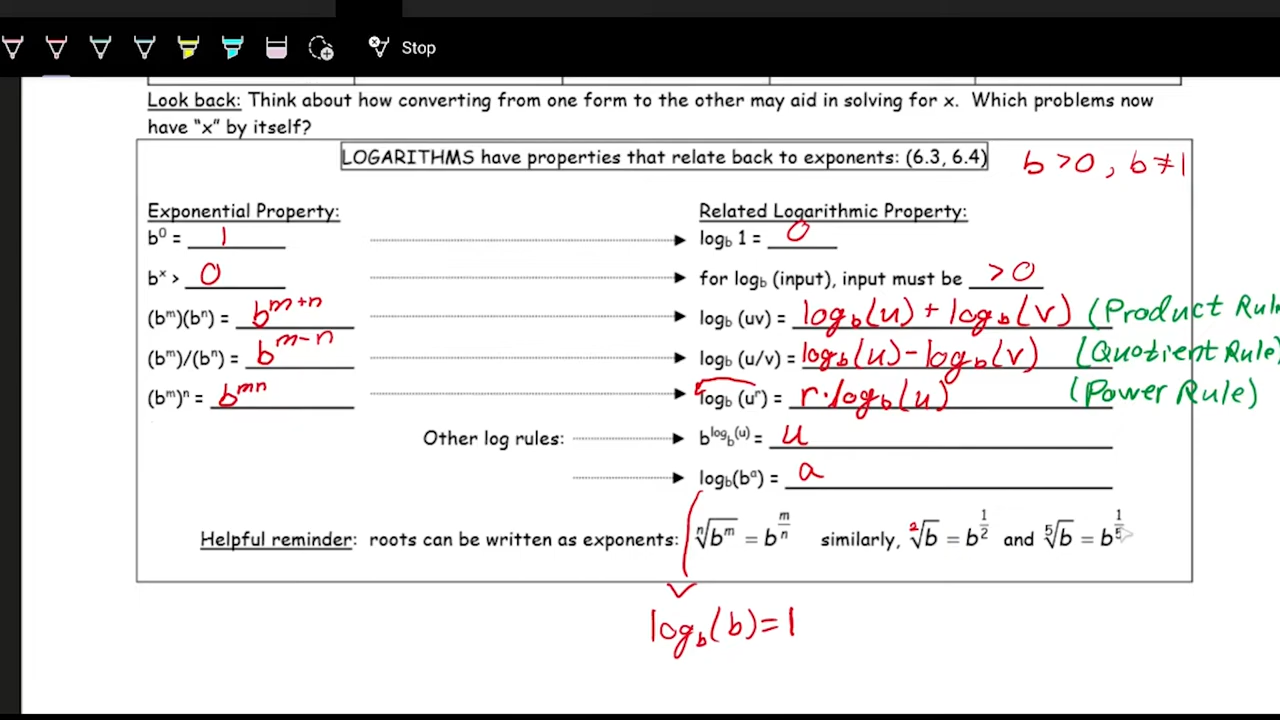 Stop
Look back: Think about how converting from one form to the other may aid in solving for x. Which problems now
have "x" by itself?
LOGARITHMS have properties that relate back to exponents: (6.3, 6.4) b > 0, b ≠ 1
Exponential Property: Related Logarithmic Property:
b⁰ = 1 log_b 1 = 0
bˣ > 0 for log_b (input), input must be > 0
(bᵐ)(bⁿ) = b^{m+n} log_b (uv) = log_b(u) + log_b(v) (Product Rul
(bᵐ)/(bⁿ) = b^{m-n} log_b (u/v) = log_b(u) - log_b(v) (Quotient Rule)
(bᵐ)ⁿ = b^{mn} log_b (uʳ) = r·log_b(u) (Power Rule)
Other log rules: b^{log_b(u)} = u
log_b(bᵃ) = a
Helpful reminder: roots can be written as exponents: ⁿ√bᵐ = b^{m/n} similarly, ²√b = b^{1/2} and ⁵√b = b^{1/5}
log_b(b) = 1